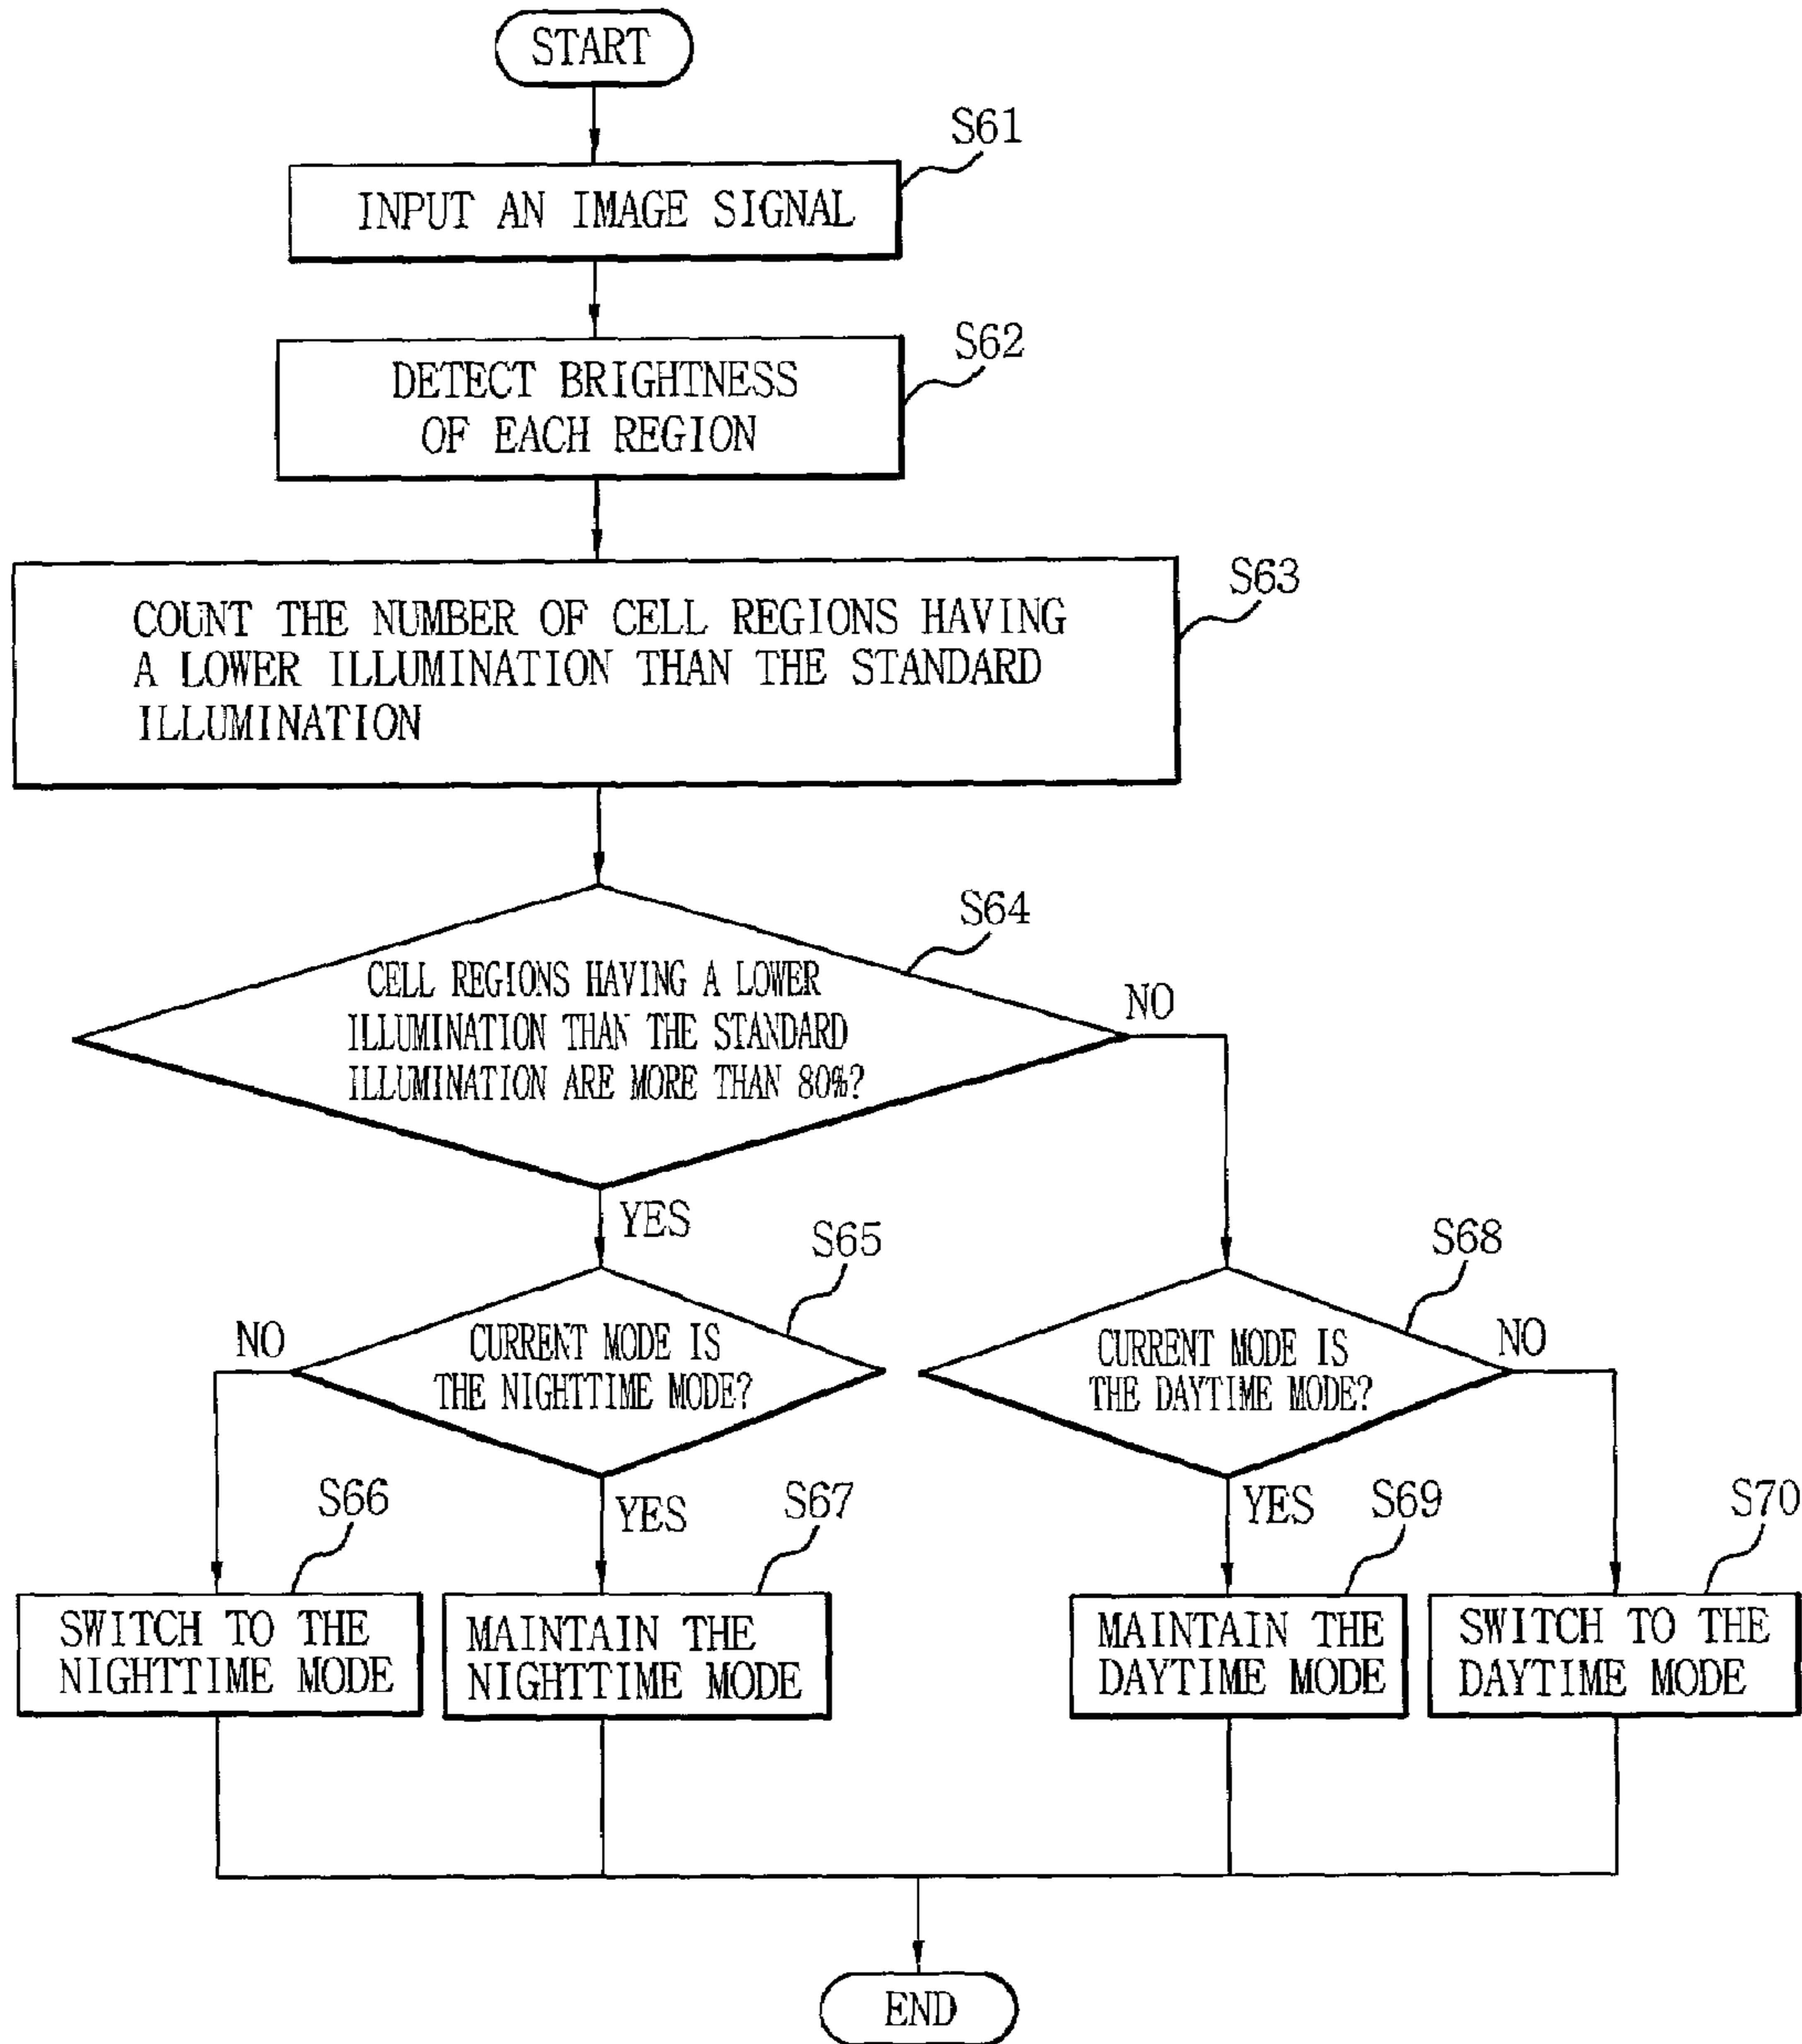 START
S61
INPUT AN IMAGE SIGNAL
S62
DETECT BRIGHTNESS
OF EACH REGION
S63
COUNT THE NUMBER OF CELL REGIONS HAVING
A LOWER ILLUMINATION THAN THE STANDARD
ILLUMINATION
S64
CELL REGIONS HAVING A LOWER
ILLUMINATION THAN THE STANDARD
ILLUMINATION ARE MORE THAN 80%?
NO
YES
S65
CURRENT MODE IS
THE NIGHTTIME MODE?
NO
YES
S68
CURRENT MODE IS
THE DAYTIME MODE?
NO
YES
S66
SWITCH TO THE
NIGHTTIME MODE
S67
MAINTAIN THE
NIGHTTIME MODE
S69
MAINTAIN THE
DAYTIME MODE
S70
SWITCH TO THE
DAYTIME MODE
END